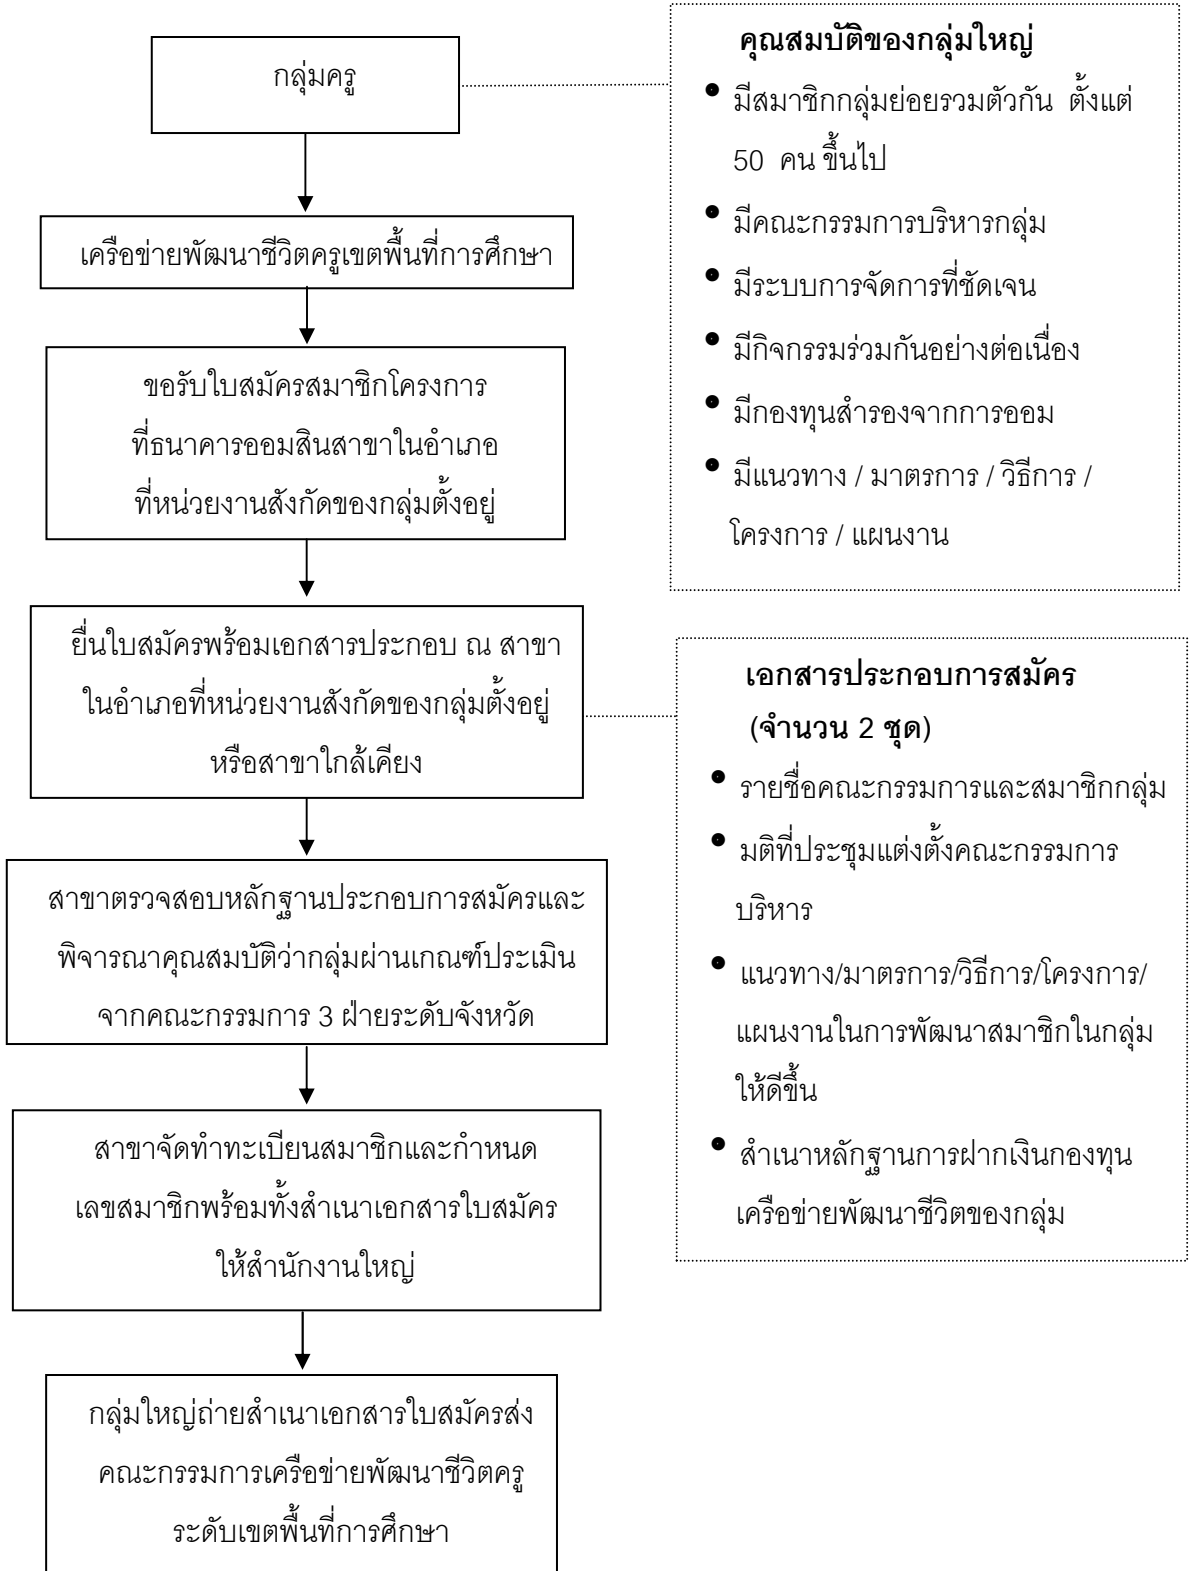 กลุ่มครู
เครือข่ายพัฒนาชีวิตครูเขตพื้นที่การศึกษา
ขอรับใบสมัครสมาชิกโครงการ
ที่ธนาคารออมสินสาขาในอำเภอ
ที่หน่วยงานสังกัดของกลุ่มตั้งอยู่
ยื่นใบสมัครพร้อมเอกสารประกอบ ณ สาขา
ในอำเภอที่หน่วยงานสังกัดของกลุ่มตั้งอยู่
หรือสาขาใกล้เคียง
สาขาตรวจสอบหลักฐานประกอบการสมัครและ
พิจารณาคุณสมบัติว่ากลุ่มผ่านเกณฑ์ประเมิน
จากคณะกรรมการ 3 ฝ่ายระดับจังหวัด
สาขาจัดทำทะเบียนสมาชิกและกำหนด
เลขสมาชิกพร้อมทั้งสำเนาเอกสารใบสมัคร
ให้สำนักงานใหญ่
กลุ่มใหญ่ถ่ายสำเนาเอกสารใบสมัครส่ง
คณะกรรมการเครือข่ายพัฒนาชีวิตครู
ระดับเขตพื้นที่การศึกษา
คุณสมบัติของกลุ่มใหญ่
• มีสมาชิกกลุ่มย่อยรวมตัวกัน ตั้งแต่
50 คน ขึ้นไป
• มีคณะกรรมการบริหารกลุ่ม
• มีระบบการจัดการที่ชัดเจน
• มีกิจกรรมร่วมกันอย่างต่อเนื่อง
• มีกองทุนสำรองจากการออม
• มีแนวทาง / มาตรการ / วิธีการ /
โครงการ / แผนงาน
เอกสารประกอบการสมัคร
(จำนวน 2 ชุด)
• รายชื่อคณะกรรมการและสมาชิกกลุ่ม
• มติที่ประชุมแต่งตั้งคณะกรรมการ
บริหาร
• แนวทาง/มาตรการ/วิธีการ/โครงการ/
แผนงานในการพัฒนาสมาชิกในกลุ่ม
ให้ดีขึ้น
• สำเนาหลักฐานการฝากเงินกองทุน
เครือข่ายพัฒนาชีวิตของกลุ่ม